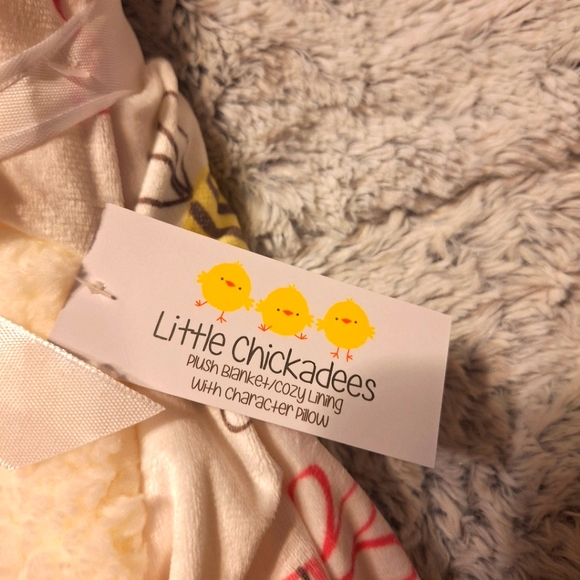 Little Chickadees
Plush Blanket/Cozy Lining
With Character Pillow